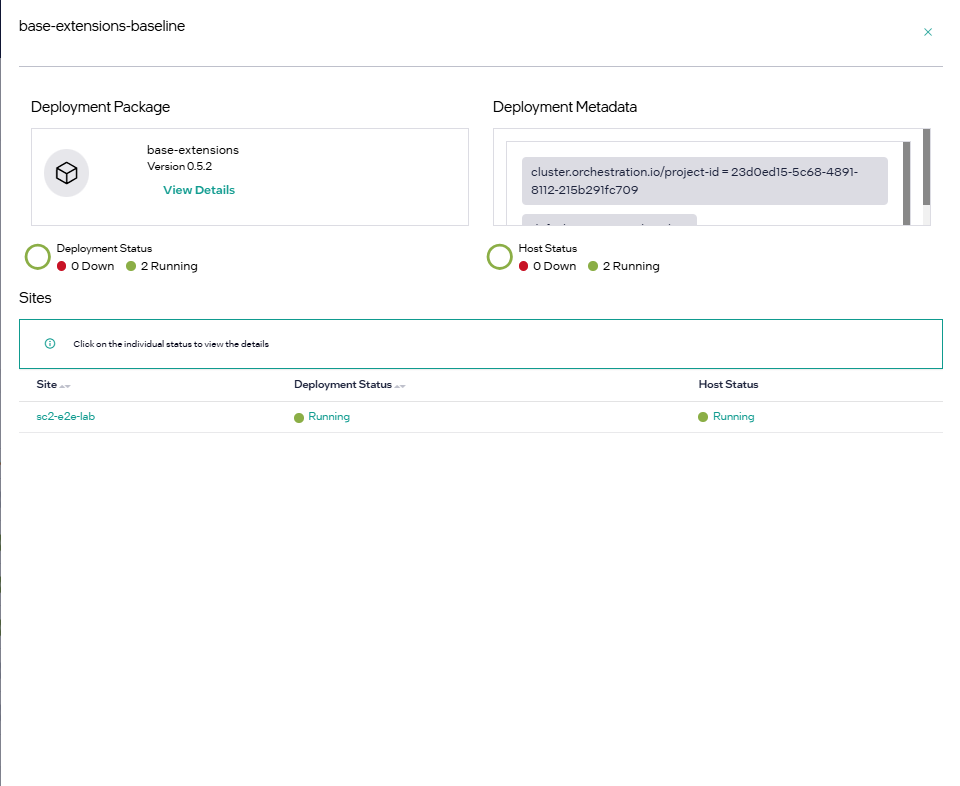 base-extensions-baseline
Deployment Package
Deployment Metadata
base-extensions
Version 0.5.2
View Details
cluster.orchestration.io/project-id = 23d0ed15-5c68-4891-
8112-215b291fc709
Deployment Status
0 Down 2 Running
Host Status
0 Down 2 Running
Sites
Click on the individual status to view the details
Site Deployment Status Host Status
sc2-e2e-lab Running Running